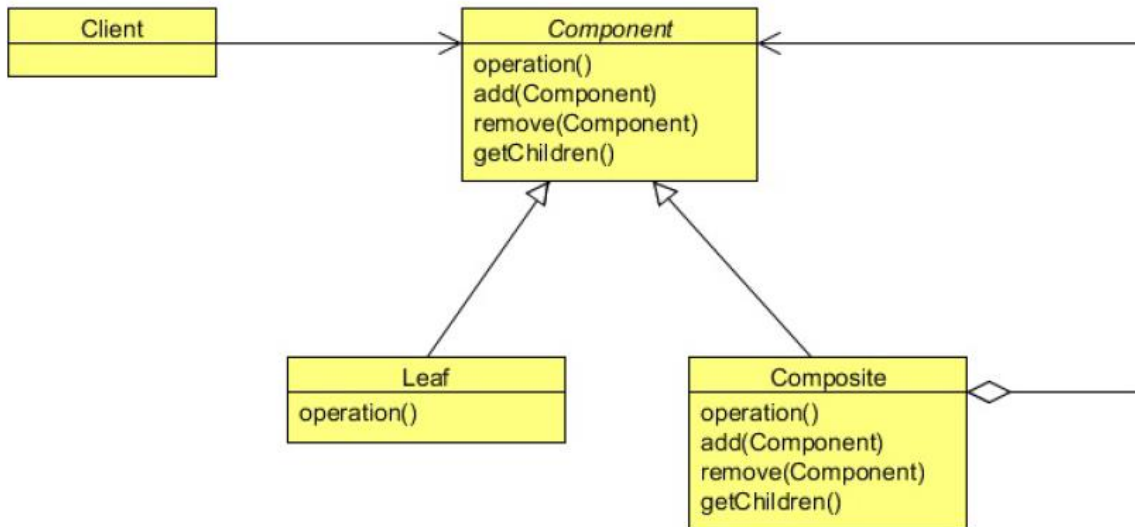 Client
Component
operation()
add(Component)
remove(Component)
getChildren()
Leaf
operation()
Composite
operation()
add(Component)
remove(Component)
getChildren()